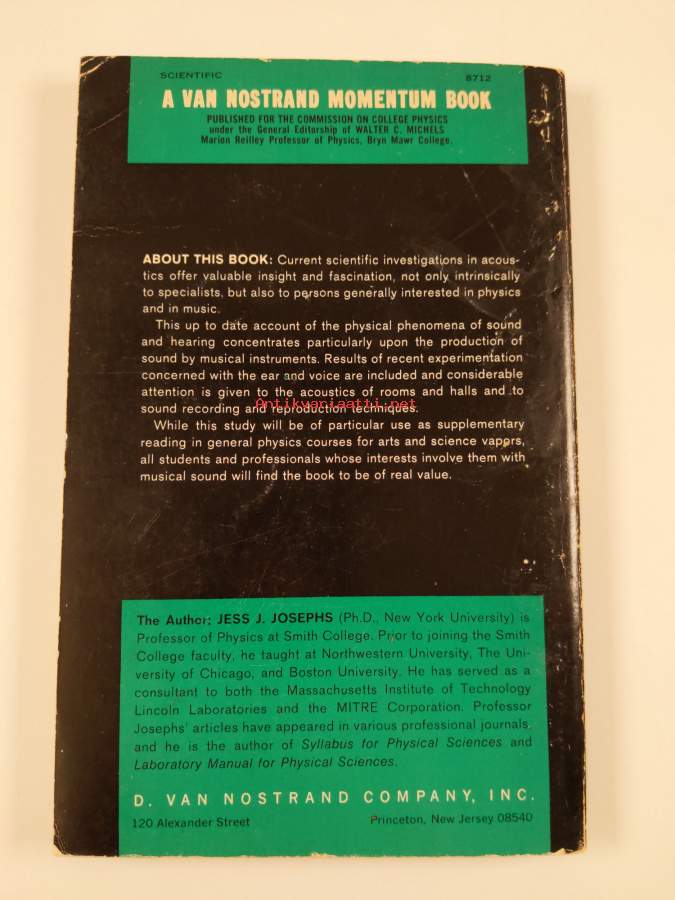 SCIENTIFIC 8712
A VAN NOSTRAND MOMENTUM BOOK
PUBLISHED FOR THE COMMISSION ON COLLEGE PHYSICS
under the General Editorship of WALTER C. MICHELS
Marion Reilley Professor of Physics, Bryn Mawr College.
ABOUT THIS BOOK: Current scientific investigations in acous-
tics offer valuable insight and fascination, not only intrinsically
to specialists, but also to persons generally interested in physics
and in music.
This up to date account of the physical phenomena of sound
and hearing concentrates particularly upon the production of
sound by musical instruments. Results of recent experimentation
concerned with the ear and voice are included and considerable
attention is given to the acoustics of rooms and halls and to
Antikvariaatti.net
sound recording and reproduction techniques.
While this study will be of particular use as supplementary
reading in general physics courses for arts and science vapors,
all students and professionals whose interests involve them with
musical sound will find the book to be of real value.
The Author: JESS J. JOSEPHS (Ph.D., New York University) is
Professor of Physics at Smith College. Prior to joining the Smith
College faculty, he taught at Northwestern University, The Uni-
versity of Chicago, and Boston University. He has served as a
consultant to both the Massachusetts Institute of Technology
Lincoln Laboratories and the MITRE Corporation. Professor
Josephs' articles have appeared in various professional journals,
and he is the author of Syllabus for Physical Sciences and
Laboratory Manual for Physical Sciences.
D. VAN NOSTRAND COMPANY, INC.
120 Alexander Street Princeton, New Jersey 08540